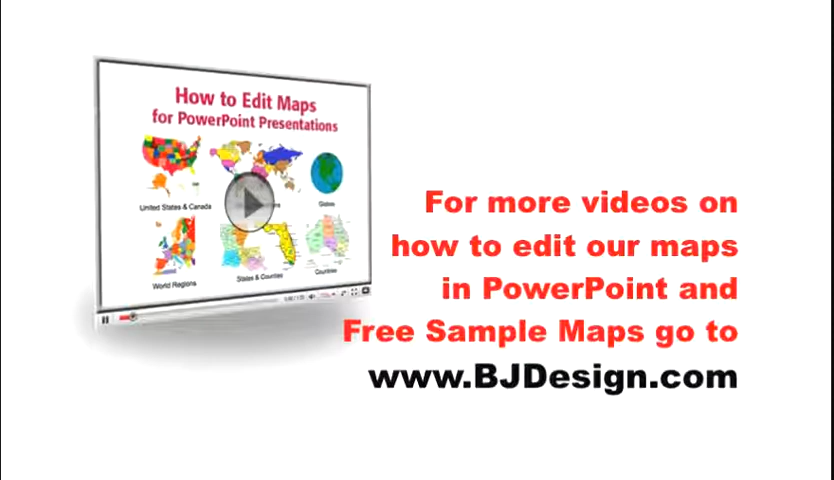 How to Edit Maps
for PowerPoint Presentations
United States & Canada
Globes
World Regions
States & Counties
Countries
For more videos on
how to edit our maps
in PowerPoint and
Free Sample Maps go to
www.BJDesign.com